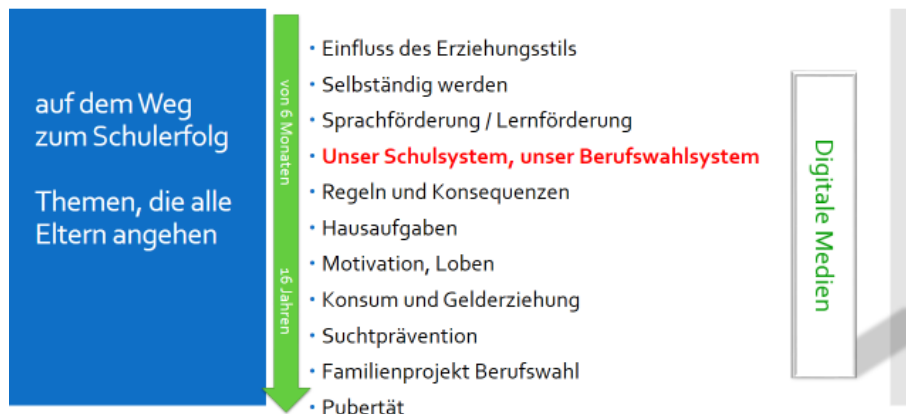 auf dem Weg
zum Schulerfolg
Themen, die alle
Eltern angehen
von 6 Monaten
16 Jahren
• Einfluss des Erziehungsstils
• Selbständig werden
• Sprachförderung / Lernförderung
• Unser Schulsystem, unser Berufswahlsystem
• Regeln und Konsequenzen
• Hausaufgaben
• Motivation, Loben
• Konsum und Gelderziehung
• Suchtprävention
• Familienprojekt Berufswahl
• Pubertät
Digitale Medien